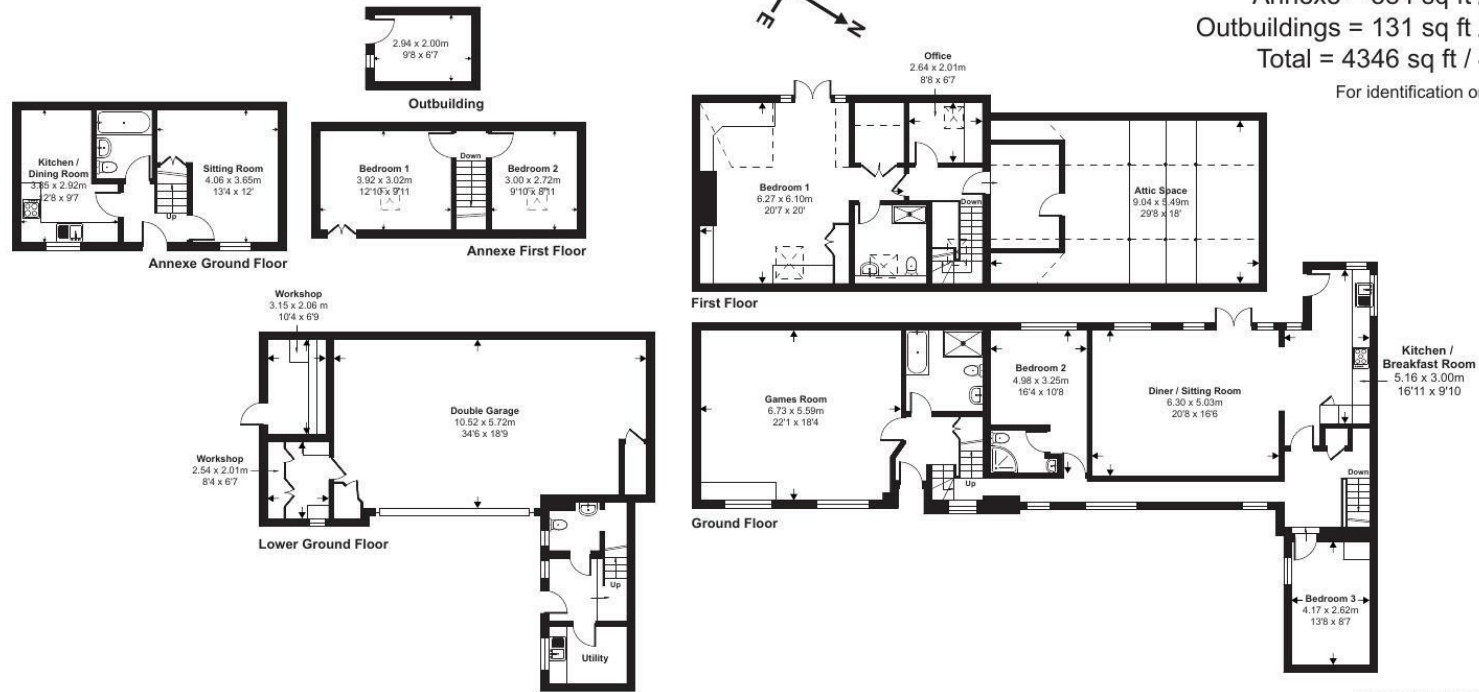 Outbuildings = 131 sq ft
Total = 4346 sq ft /
For identification
E
N
2.94 x 2.00m
9'8 x 6'7
Outbuilding
Kitchen /
Dining Room
12'8 x 9'7
Sitting Room
4.06 x 3.65m
13'4 x 12'
Up
Annexe Ground Floor
Bedroom 1
3.92 x 3.02m
12'10 x 9'11
Down
Bedroom 2
3.00 x 2.72m
9'10 x 8'11
Annexe First Floor
Office
2.64 x 2.01m
8'8 x 6'7
Bedroom 1
6.27 x 6.10m
20'7 x 20'
Down
Attic Space
9.04 x 5.49m
29'8 x 18'
First Floor
Workshop
3.15 x 2.06 m
10'4 x 6'9
Double Garage
10.52 x 5.72m
34'6 x 18'9
Workshop
2.54 x 2.01m
8'4 x 6'7
Up
Utility
Lower Ground Floor
Games Room
6.73 x 5.59m
22'1 x 18'4
Up
Bedroom 2
4.98 x 3.25m
16'4 x 10'8
Diner / Sitting Room
6.30 x 5.03m
20'8 x 16'6
Kitchen /
Breakfast Room
5.16 x 3.00m
16'11 x 9'10
Down
Bedroom 3
4.17 x 2.62m
13'8 x 8'7
Ground Floor